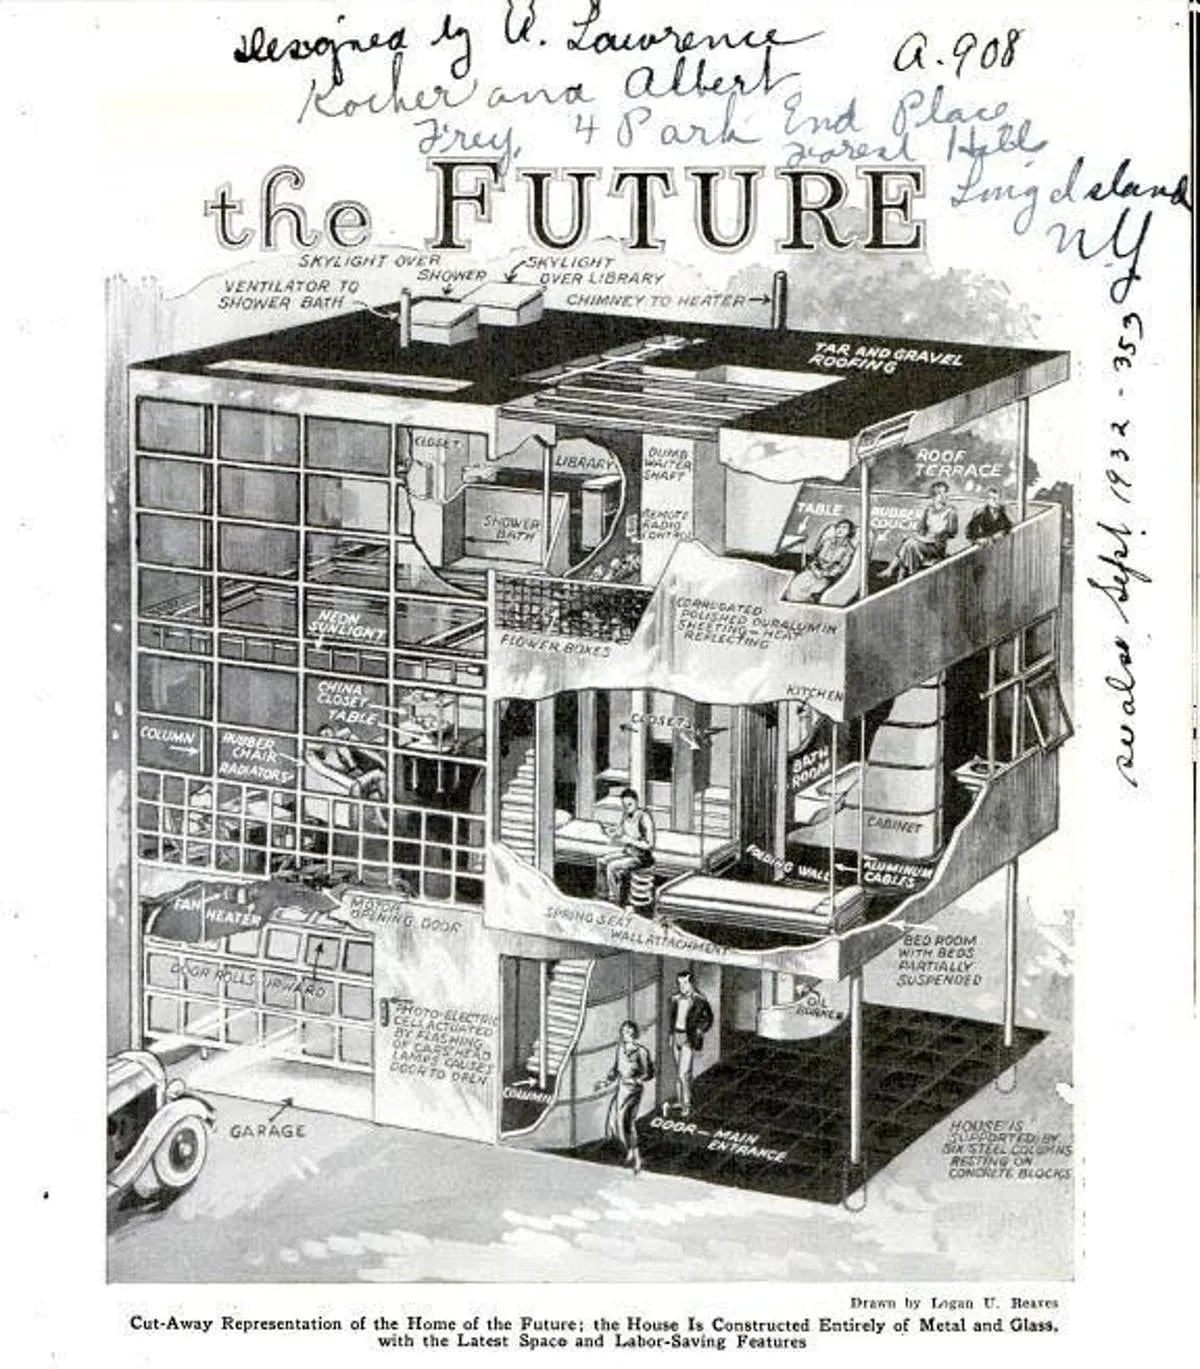 Designed by A. Lawrence
Kocher and Albert
Frey, 4 Park End Place
Forest Hills
Long Island
N.Y
A.908
see also Sept 1932 - 353
the FUTURE
SKYLIGHT OVER
SHOWER
SKYLIGHT
OVER LIBRARY
VENTILATOR TO
SHOWER BATH
CHIMNEY TO HEATER
TAR AND GRAVEL
ROOFING
CLOSET
LIBRARY
DUMB
WAITER
SHAFT
ROOF
TERRACE
SHOWER
BATH
REMOTE
RADIO
CONTROL
TABLE
RUBBER
COUCH
NEON
SUNLIGHT
FLOWER BOXES
CORRUGATED
POLISHED DURALUMIN
SHEETING - HEAT
REFLECTING
CHINA
CLOSET
TABLE
COLUMN
RUBBER
CHAIR
RADIATORS
CLOSETS
KITCHEN
BATH
ROOM
CABINET
FOLDING WALL
ALUMINUM
CABLES
FAN
HEATER
MOTOR
OPENING DOOR
SPRING SEAT
WALL ATTACHMENT
BED ROOM
WITH BEDS
PARTIALLY
SUSPENDED
DOOR ROLLS UPWARD
PHOTO-ELECTRIC
CELL ACTUATED
BY FLASHING
OF CAR'S HEAD
LAMPS CAUSES
DOOR TO OPEN
OIL
BURNER
COLUMN
GARAGE
DOOR - MAIN
ENTRANCE
HOUSE IS
SUPPORTED BY
SIX STEEL COLUMNS
RESTING ON
CONCRETE BLOCKS
Drawn by Logan U. Reaves
Cut-Away Representation of the Home of the Future; the House Is Constructed Entirely of Metal and Glass,
with the Latest Space and Labor-Saving Features